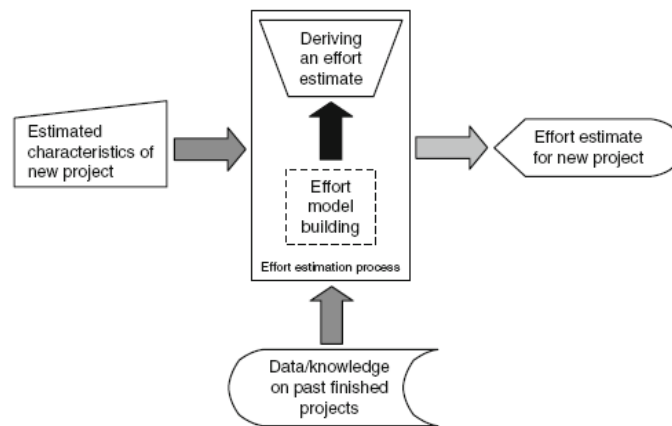 Deriving
an effort
estimate
Estimated
characteristics of
new project
Effort estimate
for new project
Effort
model
building
Effort estimation process
Data/knowledge
on past finished
projects